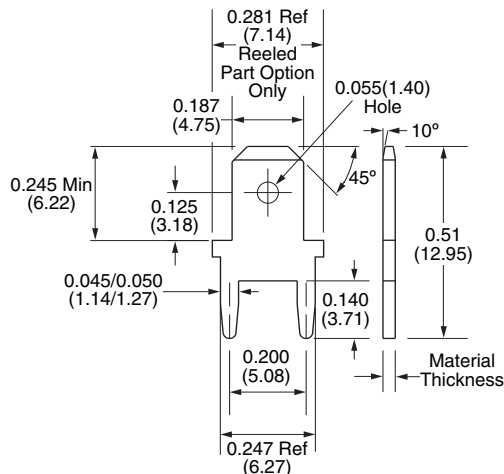 0.281 Ref
(7.14)
Reeled
Part Option
Only
0.055(1.40)
Hole
0.187
(4.75)
10°
45°
0.245 Min
(6.22)
0.125
(3.18)
0.51
(12.95)
0.045/0.050
(1.14/1.27)
0.140
(3.71)
0.200
(5.08)
Material
Thickness
0.247 Ref
(6.27)